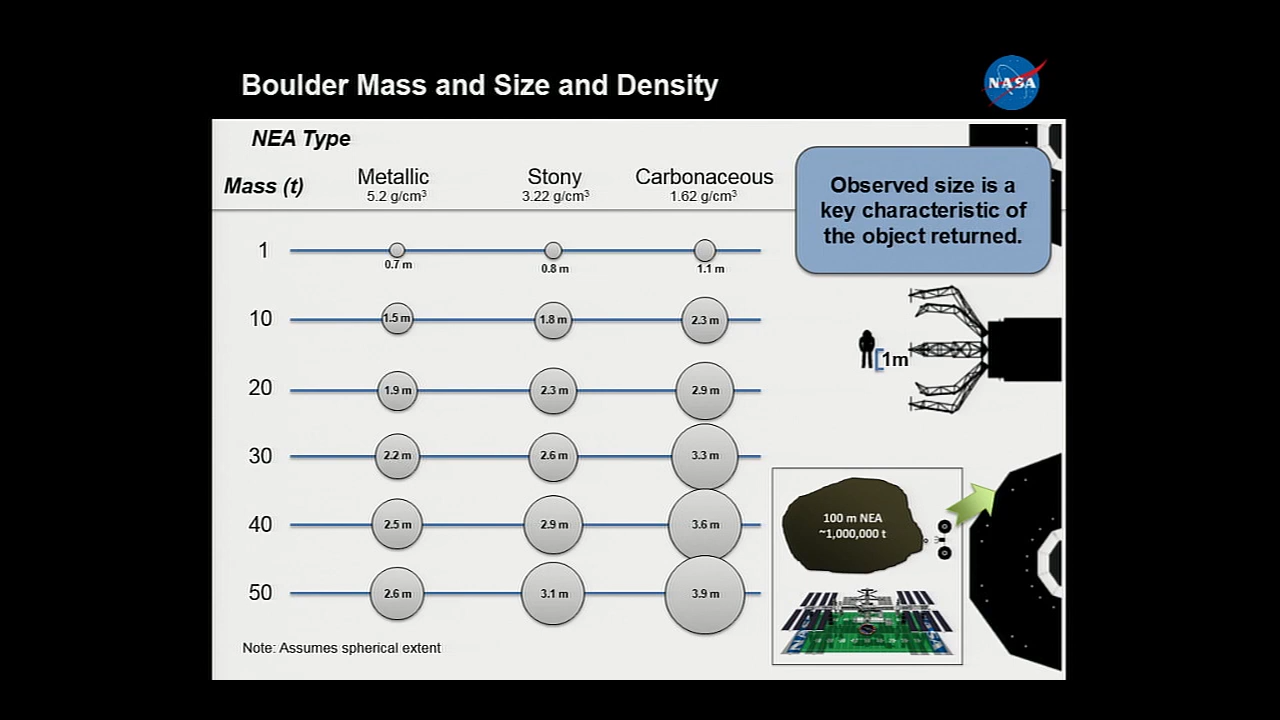 Boulder Mass and Size and Density
NASA
NEA Type
Mass (t)
Metallic
5.2 g/cm³
Stony
3.22 g/cm³
Carbonaceous
1.62 g/cm³
Observed size is a
key characteristic of
the object returned.
1
0.7 m
0.8 m
1.1 m
10
1.5 m
1.8 m
2.3 m
1m
20
1.9 m
2.3 m
2.9 m
30
2.2 m
2.6 m
3.3 m
40
2.5 m
2.9 m
3.6 m
50
2.6 m
3.1 m
3.9 m
100 m NEA
~1,000,000 t
NASA
Note: Assumes spherical extent